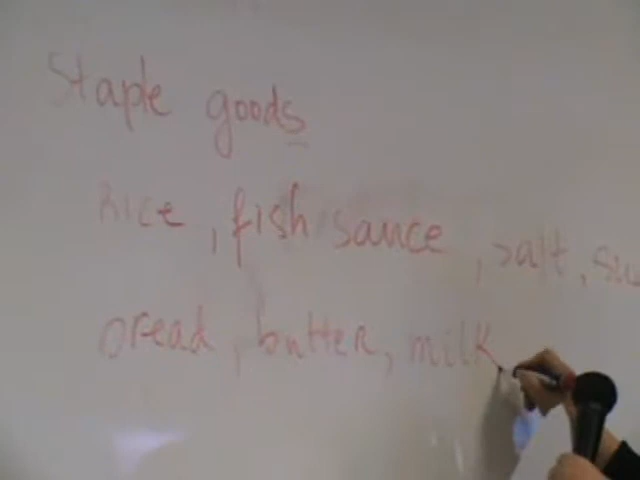 Staple goods
Rice, fish sauce, salt,
bread, butter, milk